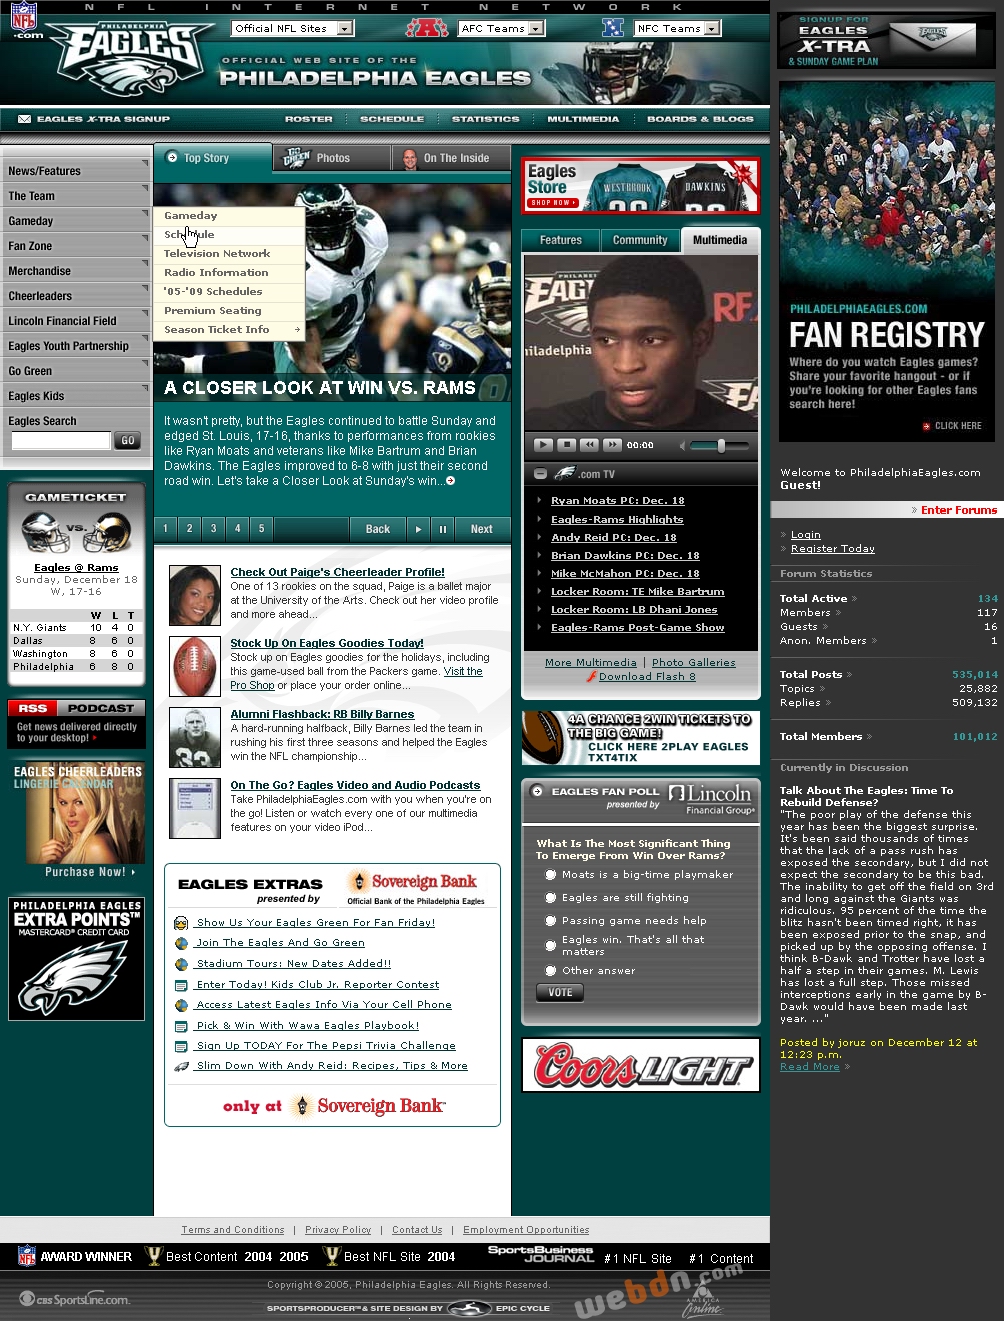 NFL INTERNET NETWORK
NFL
.com
PHILADELPHIA
EAGLES
Official NFL Sites
AFC Teams
NFC Teams
OFFICIAL WEB SITE OF THE
PHILADELPHIA EAGLES
EAGLES X-TRA SIGNUP
ROSTER
SCHEDULE
STATISTICS
MULTIMEDIA
BOARDS & BLOGS
News/Features
The Team
Gameday
Fan Zone
Merchandise
Cheerleaders
Lincoln Financial Field
Eagles Youth Partnership
Go Green
Eagles Kids
Eagles Search
GO
GAMETICKET
VS.
Eagles @ Rams
Sunday, December 18
W, 17-16
W L T
N.Y. Giants 10 4 0
Dallas 8 6 0
Washington 8 6 0
Philadelphia 6 8 0
RSS PODCAST
Get news delivered directly
to your desktop!
EAGLES CHEERLEADERS
LINGERIE CALENDAR
Purchase Now!
PHILADELPHIA EAGLES
EXTRA POINTS™
MASTERCARD® CREDIT CARD
Top Story
GO GREEN
Photos
On The Inside
Gameday
Schedule
Television Network
Radio Information
'05-'09 Schedules
Premium Seating
Season Ticket Info
A CLOSER LOOK AT WIN VS. RAMS
It wasn't pretty, but the Eagles continued to battle Sunday and
edged St. Louis, 17-16, thanks to performances from rookies
like Ryan Moats and veterans like Mike Bartrum and Brian
Dawkins. The Eagles improved to 6-8 with just their second
road win. Let's take a Closer Look at Sunday's win...
1 2 3 4 5
Back
Next
Check Out Paige's Cheerleader Profile!
One of 13 rookies on the squad, Paige is a ballet major
at the University of the Arts. Check out her video profile
and more ahead...
Stock Up On Eagles Goodies Today!
Stock up on Eagles goodies for the holidays, including
this game-used ball from the Packers game. Visit the
Pro Shop or place your order online...
Alumni Flashback: RB Billy Barnes
A hard-running halfback, Billy Barnes led the team in
rushing his first three seasons and helped the Eagles
win the NFL championship...
On The Go? Eagles Video and Audio Podcasts
Take PhiladelphiaEagles.com with you when you're on
the go! Listen or watch every one of our multimedia
features on your video iPod...
EAGLES EXTRAS
presented by
Sovereign Bank
Official Bank of the Philadelphia Eagles
Show Us Your Eagles Green For Fan Friday!
Join The Eagles And Go Green
Stadium Tours: New Dates Added!!
Enter Today! Kids Club Jr. Reporter Contest
Access Latest Eagles Info Via Your Cell Phone
Pick & Win With Wawa Eagles Playbook!
Sign Up TODAY For The Pepsi Trivia Challenge
Slim Down With Andy Reid: Recipes, Tips & More
only at Sovereign Bank
Eagles
Store
SHOP NOW
WESTBROOK
DAWKINS
Features
Community
Multimedia
00:00
.com TV
Ryan Moats PC: Dec. 18
Eagles-Rams Highlights
Andy Reid PC: Dec. 18
Brian Dawkins PC: Dec. 18
Mike McMahon PC: Dec. 18
Locker Room: TE Mike Bartrum
Locker Room: LB Dhani Jones
Eagles-Rams Post-Game Show
More Multimedia | Photo Galleries
Download Flash 8
4A CHANCE 2WIN TICKETS TO
THE BIG GAME!
CLICK HERE 2PLAY EAGLES
TXT4TIX
EAGLES FAN POLL
presented by
Lincoln
Financial Group®
What Is The Most Significant Thing
To Emerge From Win Over Rams?
Moats is a big-time playmaker
Eagles are still fighting
Passing game needs help
Eagles win. That's all that
matters
Other answer
VOTE
Coors LIGHT
SIGNUP FOR
EAGLES
X-TRA
& SUNDAY GAME PLAN
PHILADELPHIAEAGLES.COM
FAN REGISTRY
Where do you watch Eagles games?
Share your favorite hangout - or if
you're looking for other Eagles fans
search here!
CLICK HERE
Welcome to PhiladelphiaEagles.com
Guest!
Enter Forums
Login
Register Today
Forum Statistics
Total Active 134
Members 117
Guests 16
Anon. Members 1
Total Posts 535,014
Topics 25,882
Replies 509,132
Total Members 101,012
Currently in Discussion
Talk About The Eagles: Time To
Rebuild Defense?
"The poor play of the defense this
year has been the biggest surprise.
It's been said thousands of times
that the lack of a pass rush has
exposed the secondary, but I did not
expect the secondary to be this bad.
The inability to get off the field on 3rd
and long against the Giants was
ridiculous. 95 percent of the time the
blitz hasn't been timed right, it has
been exposed prior to the snap, and
picked up by the opposing offense. I
think B-Dawk and Trotter have lost a
half a step in their games. M. Lewis
has lost a full step. Those missed
interceptions early in the game by B-
Dawk would have been made last
year. ..."
Posted by joruz on December 12 at
12:23 p.m.
Read More
Terms and Conditions | Privacy Policy | Contact Us | Employment Opportunities
AWARD WINNER
Best Content 2004 2005
Best NFL Site 2004
SportsBusiness
JOURNAL
#1 NFL Site
#1 Content
CBS SportsLine.com
Copyright © 2005, Philadelphia Eagles. All Rights Reserved.
SPORTSPRODUCER™ & SITE DESIGN BY EPIC CYCLE
webdn.com
AMERICA
Online